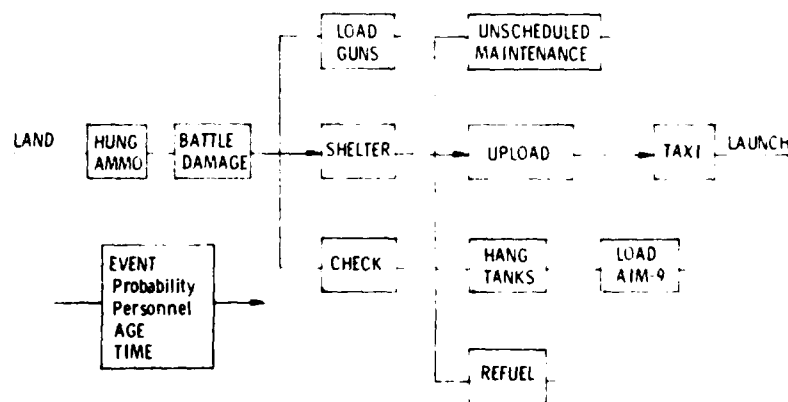 LOAD
GUNS
UNSCHEDULED
MAINTENANCE
LAND
HUNG
AMMO
BATTLE
DAMAGE
SHELTER
UPLOAD
TAXI
LAUNCH
CHECK
HANG
TANKS
LOAD
AIM-9
EVENT
Probability
Personnel
AGE
TIME
REFUEL